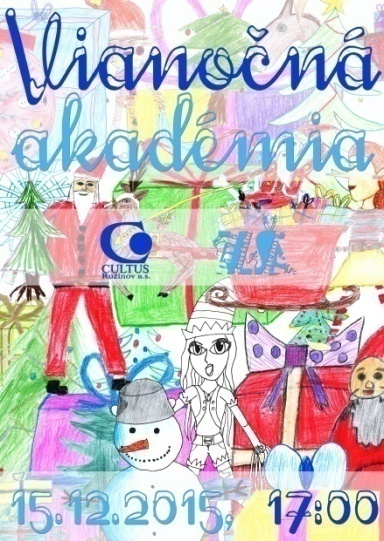 Vianočná
akadémia
CULTUS
Ružinov a.s.
15.12.2015, 17:00